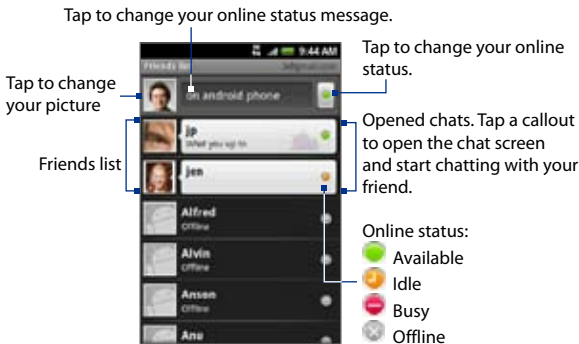 Tap to change your online status message.
9:44 AM
Friends list
Tap to change your online
status.
Tap to change
your picture
on android phone
jp
What you up to
Opened chats. Tap a callout
to open the chat screen
and start chatting with your
friend.
Friends list
jen
Alfred
Offline
Alvin
Offline
Anson
Offline
Anu
Online status:
Available
Idle
Busy
Offline